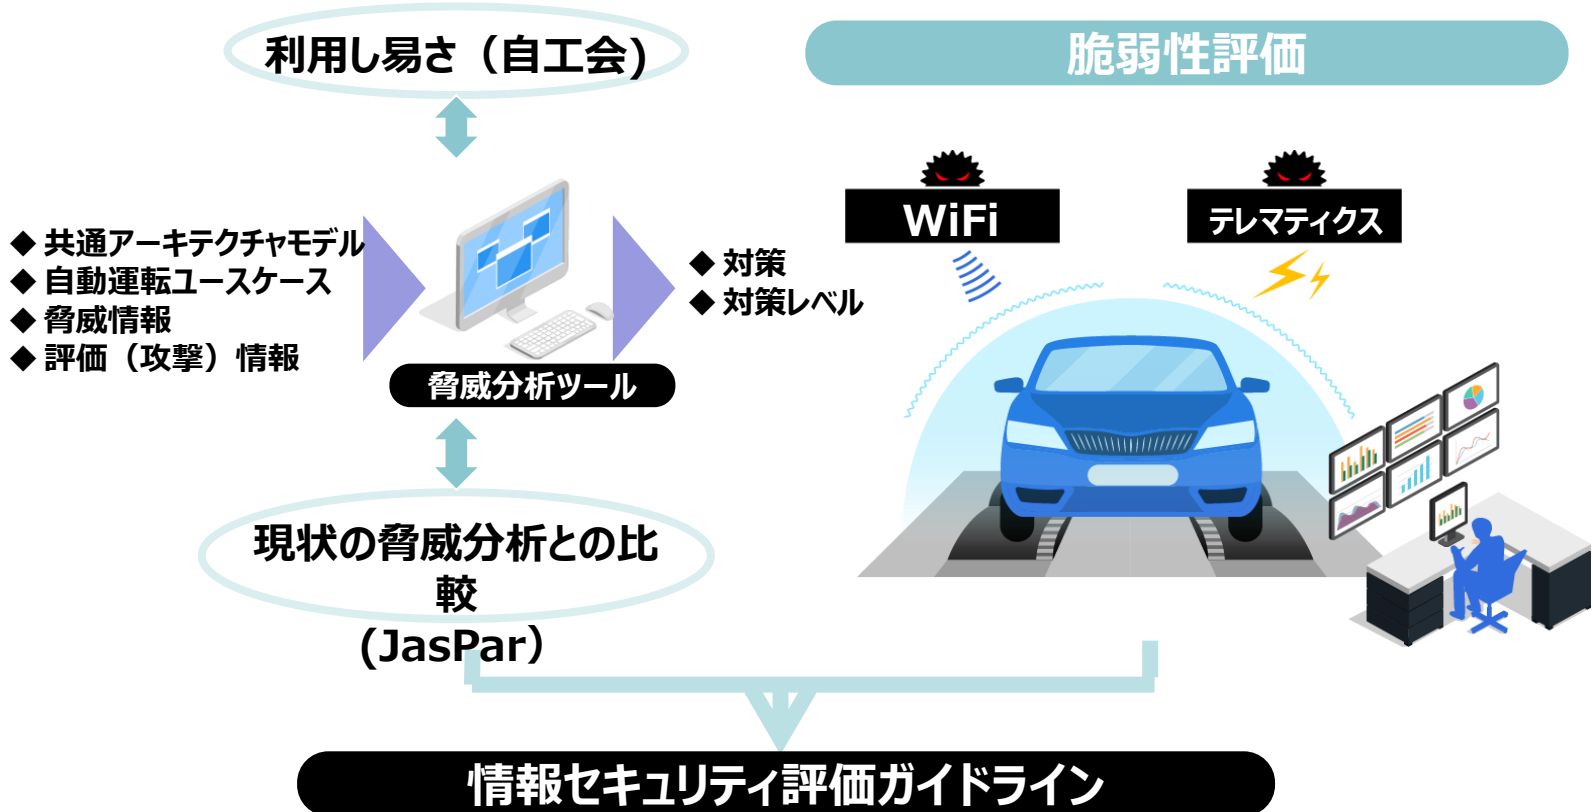 利用し易さ（自工会)
脆弱性評価
WiFi
テレマティクス
◆ 共通アーキテクチャモデル
◆ 自動運転ユースケース
◆ 脅威情報
◆ 評価（攻撃）情報
◆ 対策
◆ 対策レベル
脅威分析ツール
現状の脅威分析との比
較
(JasPar）
情報セキュリティ評価ガイドライン